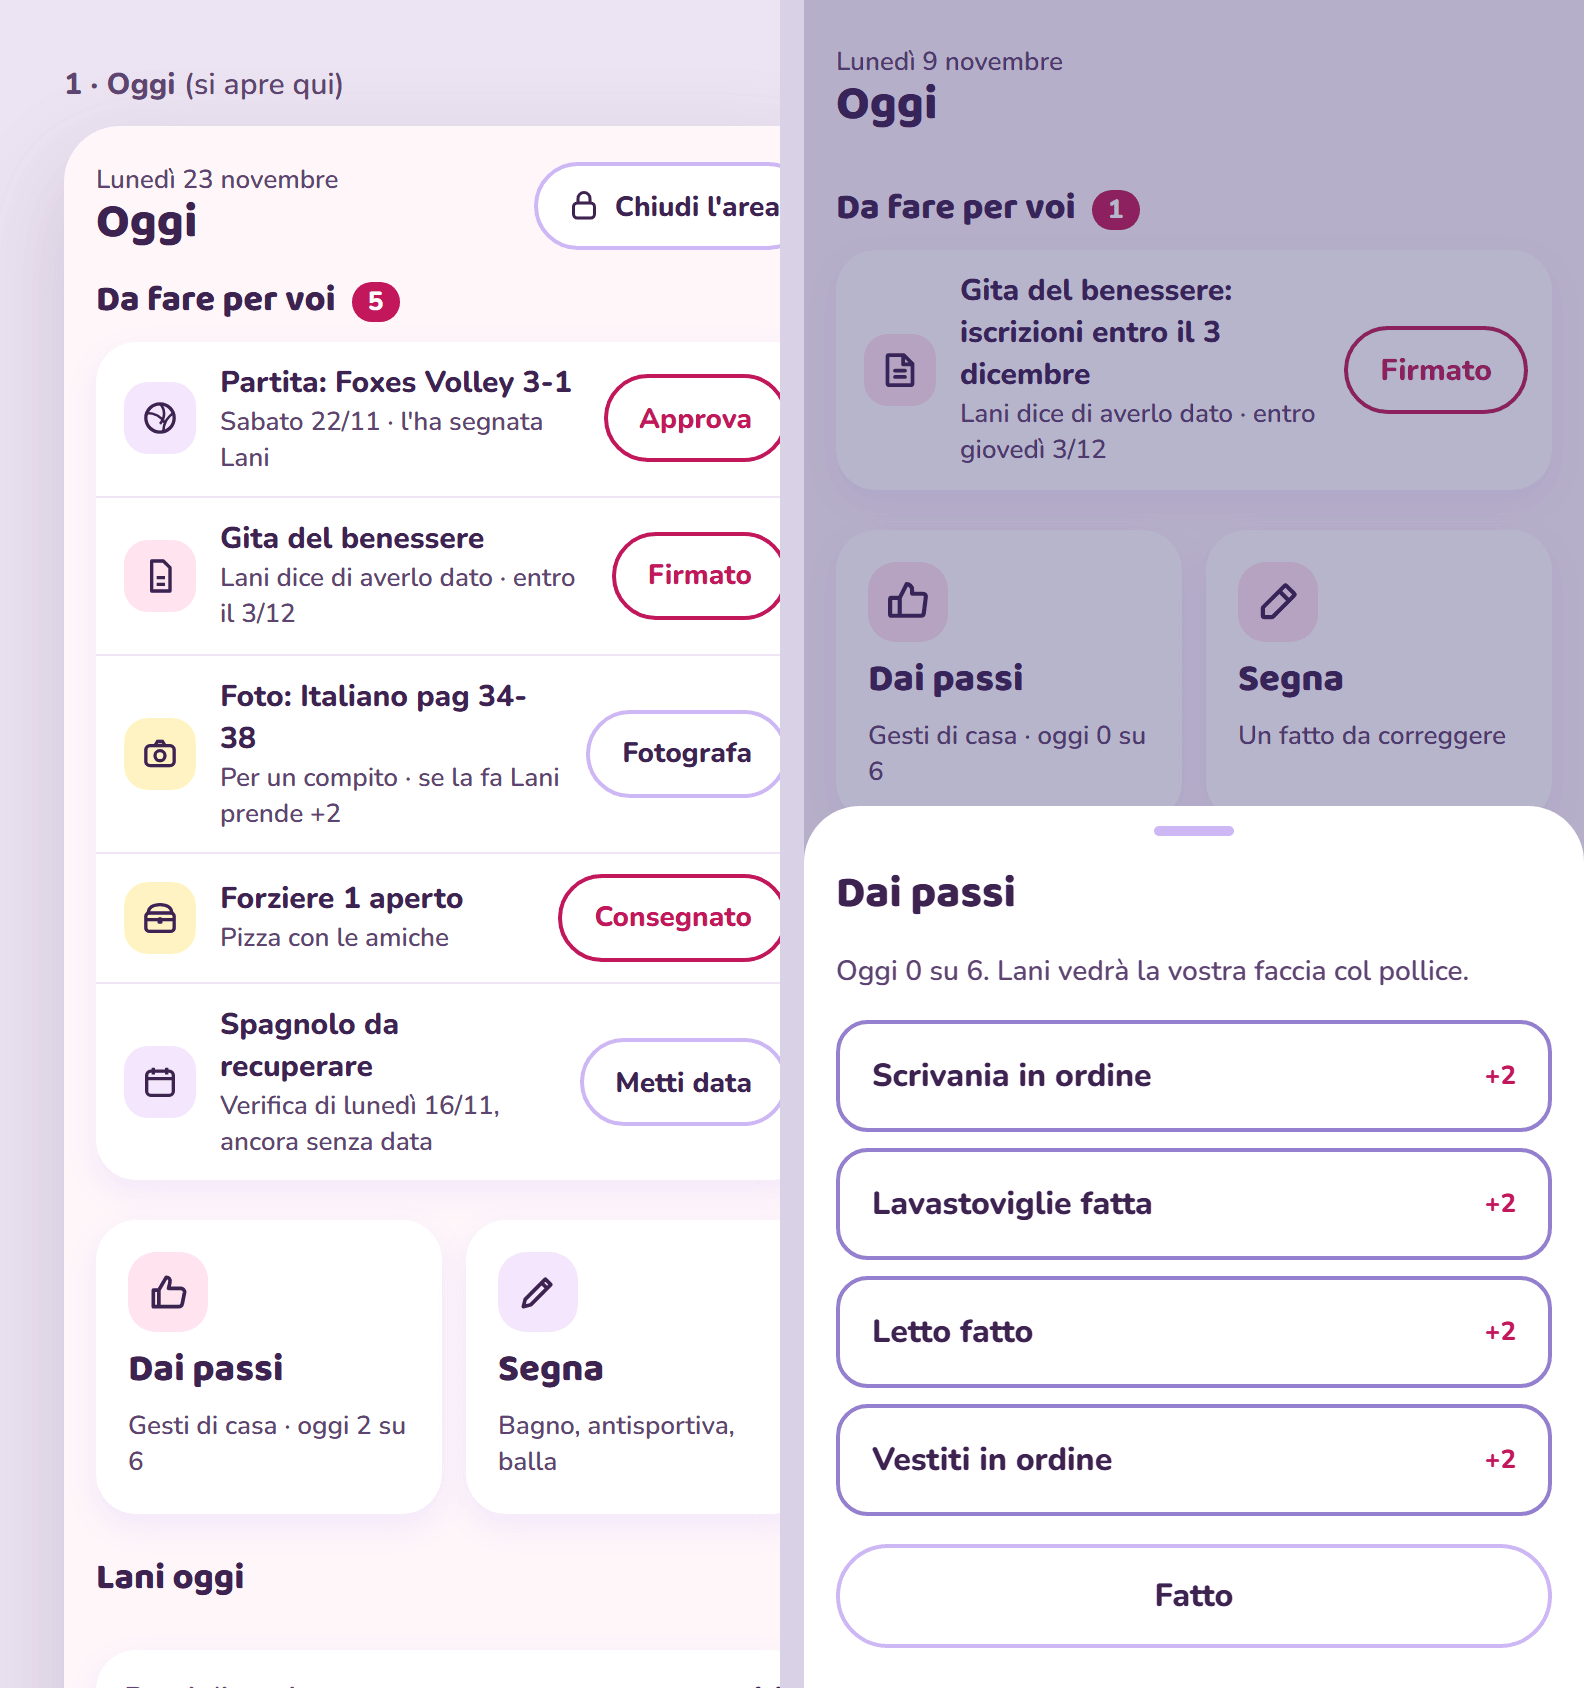 1 · Oggi (si apre qui)
Lunedì 23 novembre
Oggi
Chiudi l'area
Da fare per voi 5
Partita: Foxes Volley 3-1
Sabato 22/11 · l'ha segnata
Lani
Approva
Gita del benessere
Lani dice di averlo dato · entro
il 3/12
Firmato
Foto: Italiano pag 34-
38
Per un compito · se la fa Lani
prende +2
Fotografa
Forziere 1 aperto
Pizza con le amiche
Consegnato
Spagnolo da
recuperare
Verifica di lunedì 16/11,
ancora senza data
Metti data
Dai passi
Gesti di casa · oggi 2 su
6
Segna
Bagno, antisportiva,
balla
Lani oggi
Lunedì 9 novembre
Oggi
Da fare per voi 1
Gita del benessere:
iscrizioni entro il 3
dicembre
Lani dice di averlo dato · entro
giovedì 3/12
Firmato
Dai passi
Gesti di casa · oggi 0 su
6
Segna
Un fatto da correggere
Dai passi
Oggi 0 su 6. Lani vedrà la vostra faccia col pollice.
Scrivania in ordine +2
Lavastoviglie fatta +2
Letto fatto +2
Vestiti in ordine +2
Fatto